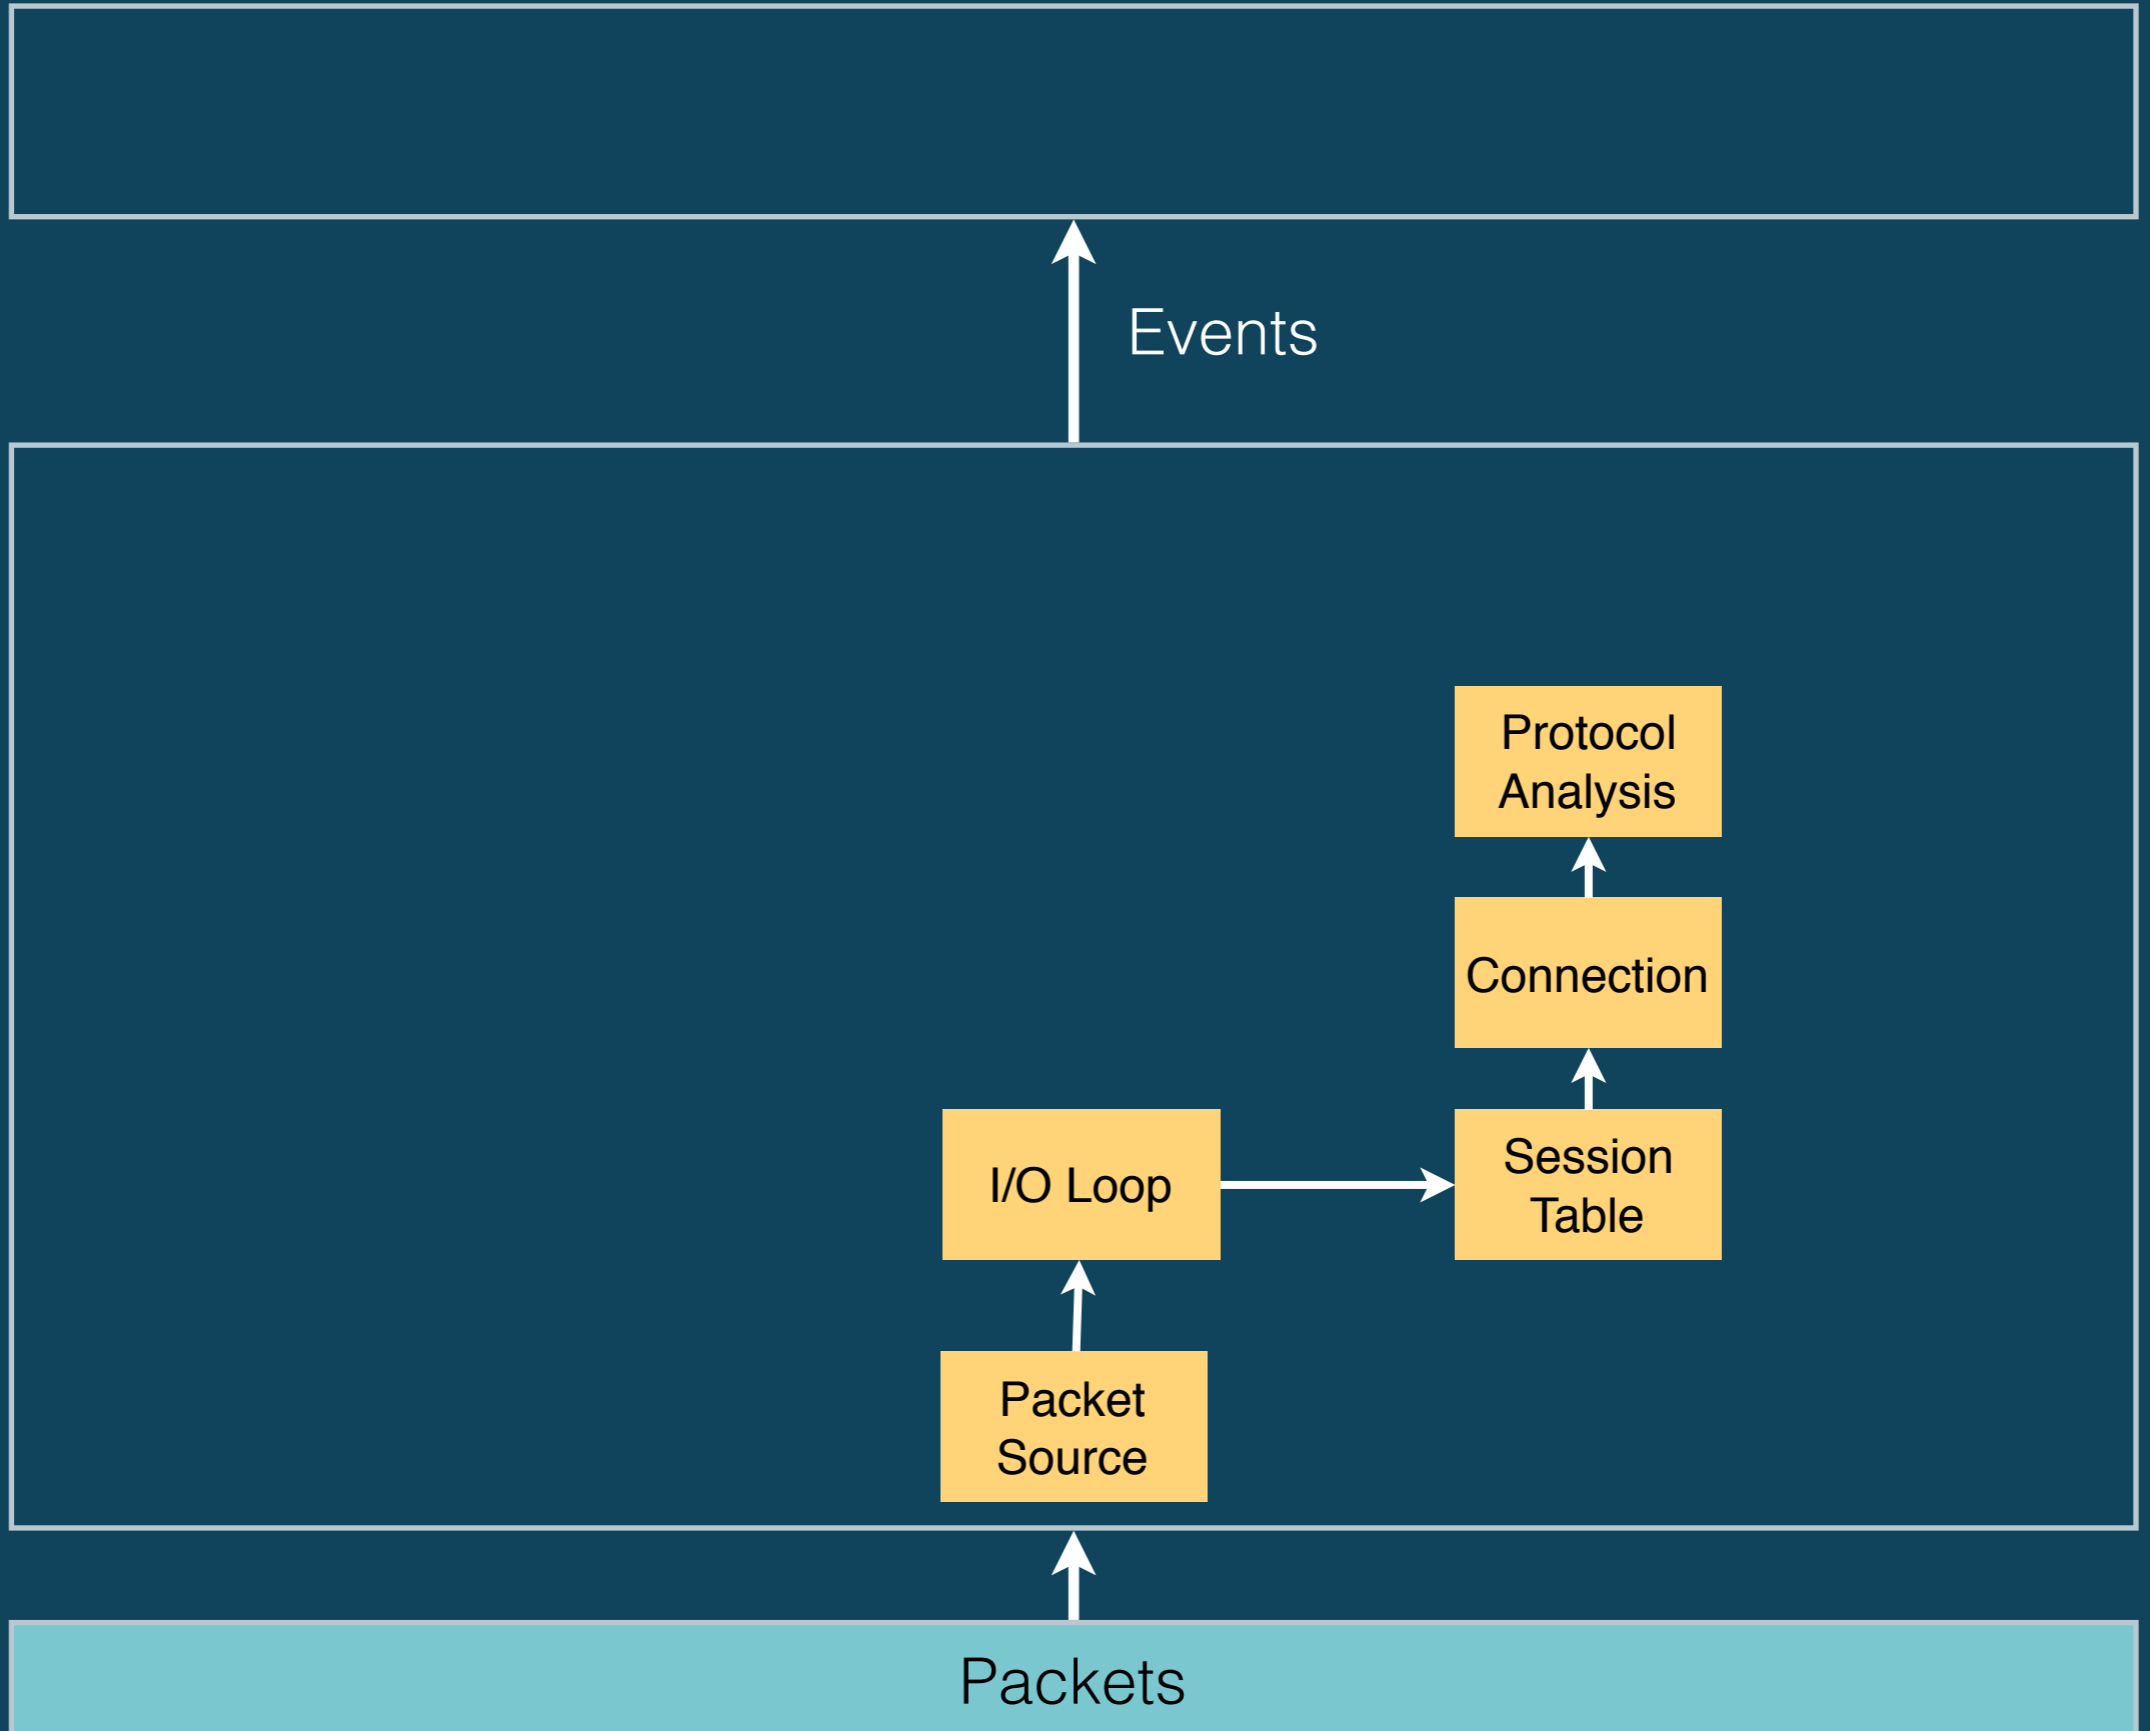 Events
Protocol
Analysis
Connection
I/O Loop
Session
Table
Packet
Source
Packets